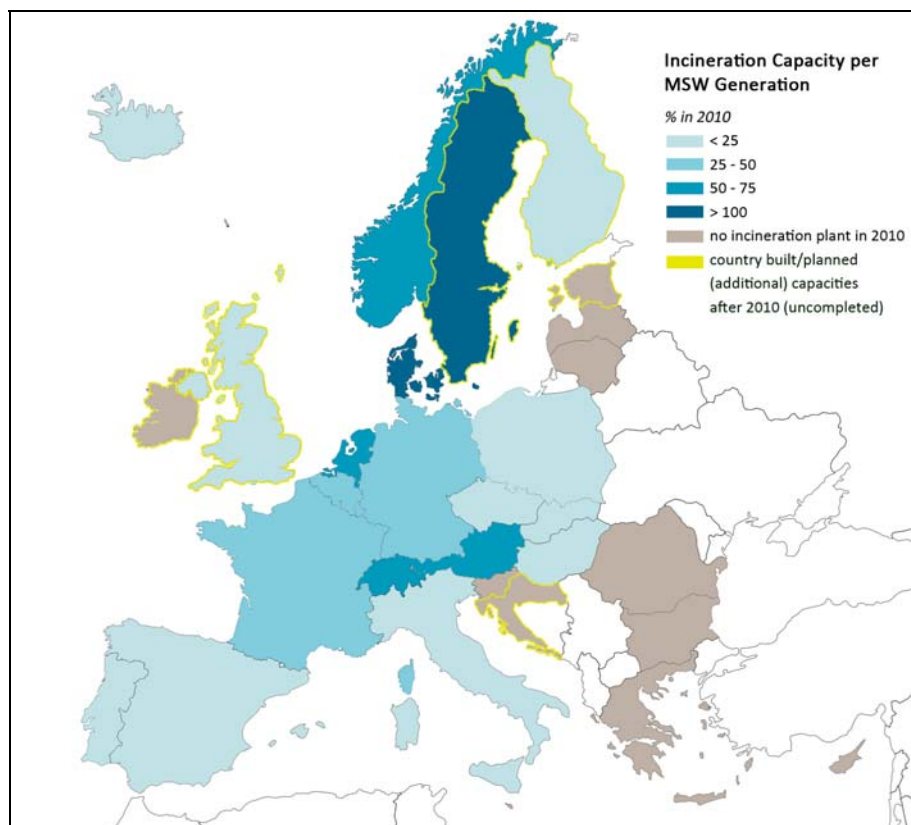 Incineration Capacity per
MSW Generation
% in 2010
< 25
25 - 50
50 - 75
> 100
no incineration plant in 2010
country built/planned
(additional) capacities
after 2010 (uncompleted)